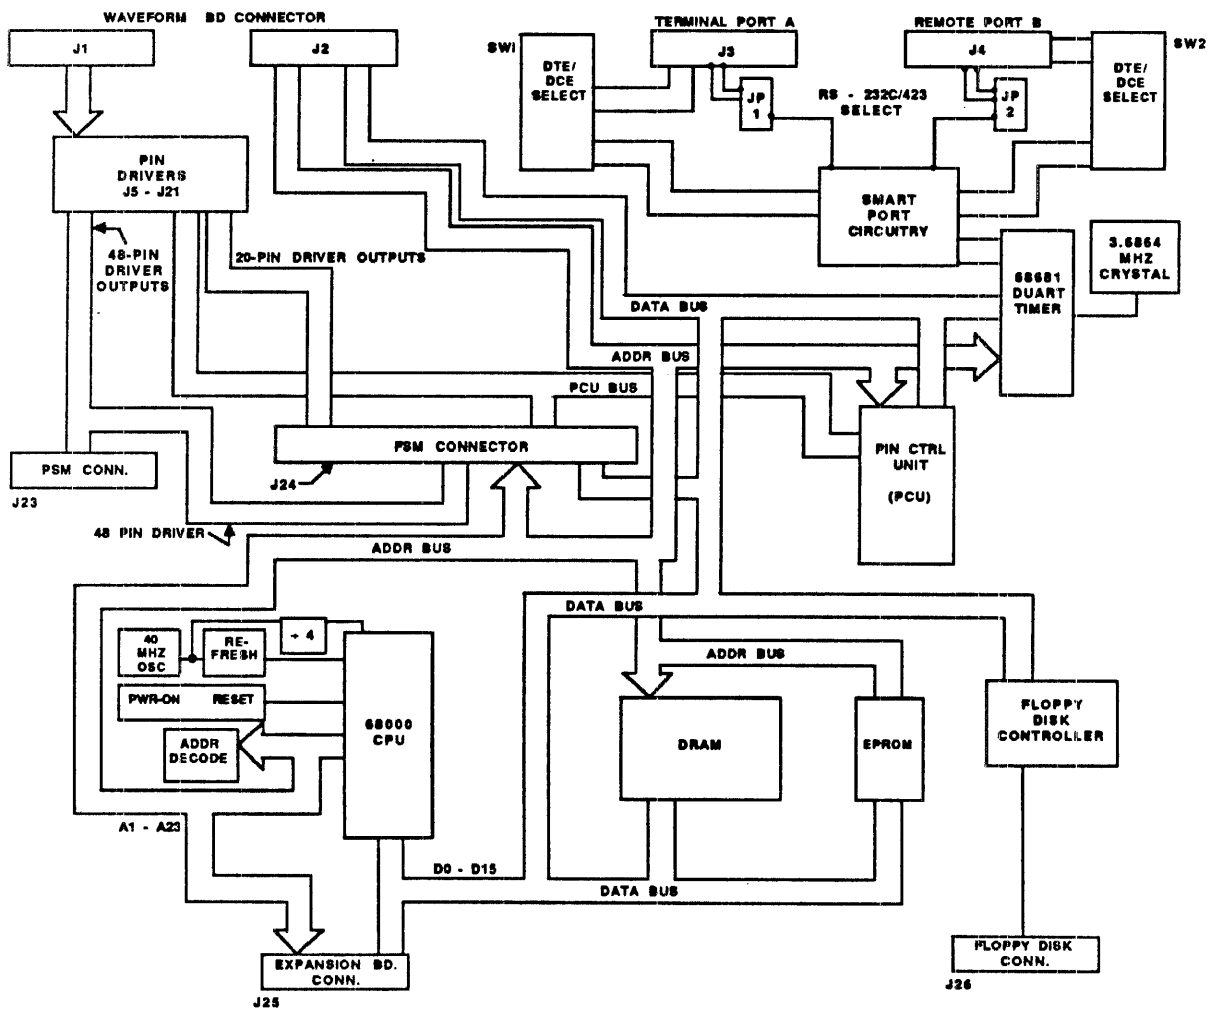 WAVEFORM BD CONNECTOR
TERMINAL PORT A
REMOTE PORT B
J1
J2
SW1
DTE/
DCE
SELECT
J3
J4
SW2
DTE/
DCE
SELECT
JP
1
RS - 232C/423
SELECT
JP
2
PIN
DRIVERS
J5 - J21
SMART
PORT
CIRCUITRY
48-PIN
DRIVER
OUTPUTS
20-PIN DRIVER OUTPUTS
68681
DUART
TIMER
3.6864
MHZ
CRYSTAL
DATA BUS
ADDR BUS
PCU BUS
PSM CONNECTOR
J24
PIN CTRL
UNIT
(PCU)
PSM CONN.
J23
48 PIN DRIVER
ADDR BUS
DATA BUS
40
MHZ
OSC
RE-
FRESH
÷ 4
PWR-ON RESET
ADDR
DECODE
68000
CPU
ADDR BUS
DRAM
EPROM
FLOPPY
DISK
CONTROLLER
A1 - A23
D0 - D15
DATA BUS
EXPANSION BD.
CONN.
J25
FLOPPY DISK
CONN.
J26